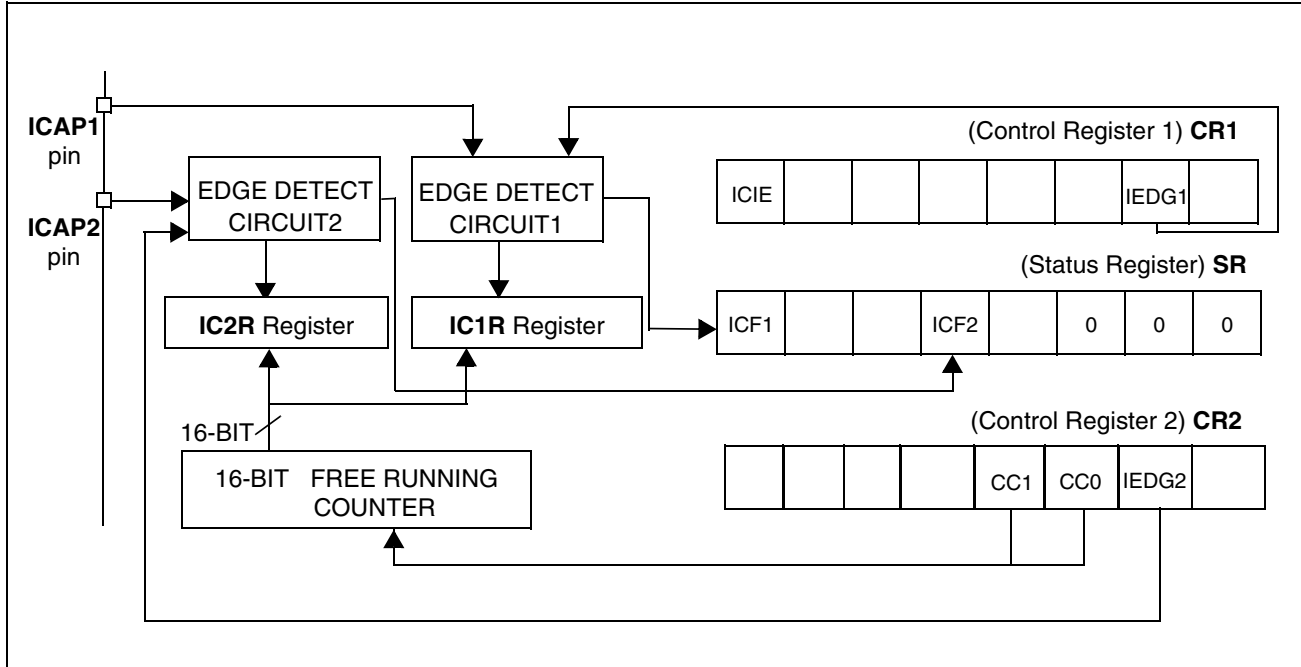 ICAP1
pin
ICAP2
pin
EDGE DETECT
CIRCUIT2
EDGE DETECT
CIRCUIT1
IC2R Register
IC1R Register
16-BIT
16-BIT FREE RUNNING
COUNTER
(Control Register 1) CR1
ICIE IEDG1
(Status Register) SR
ICF1 ICF2 0 0 0
(Control Register 2) CR2
CC1 CC0 IEDG2